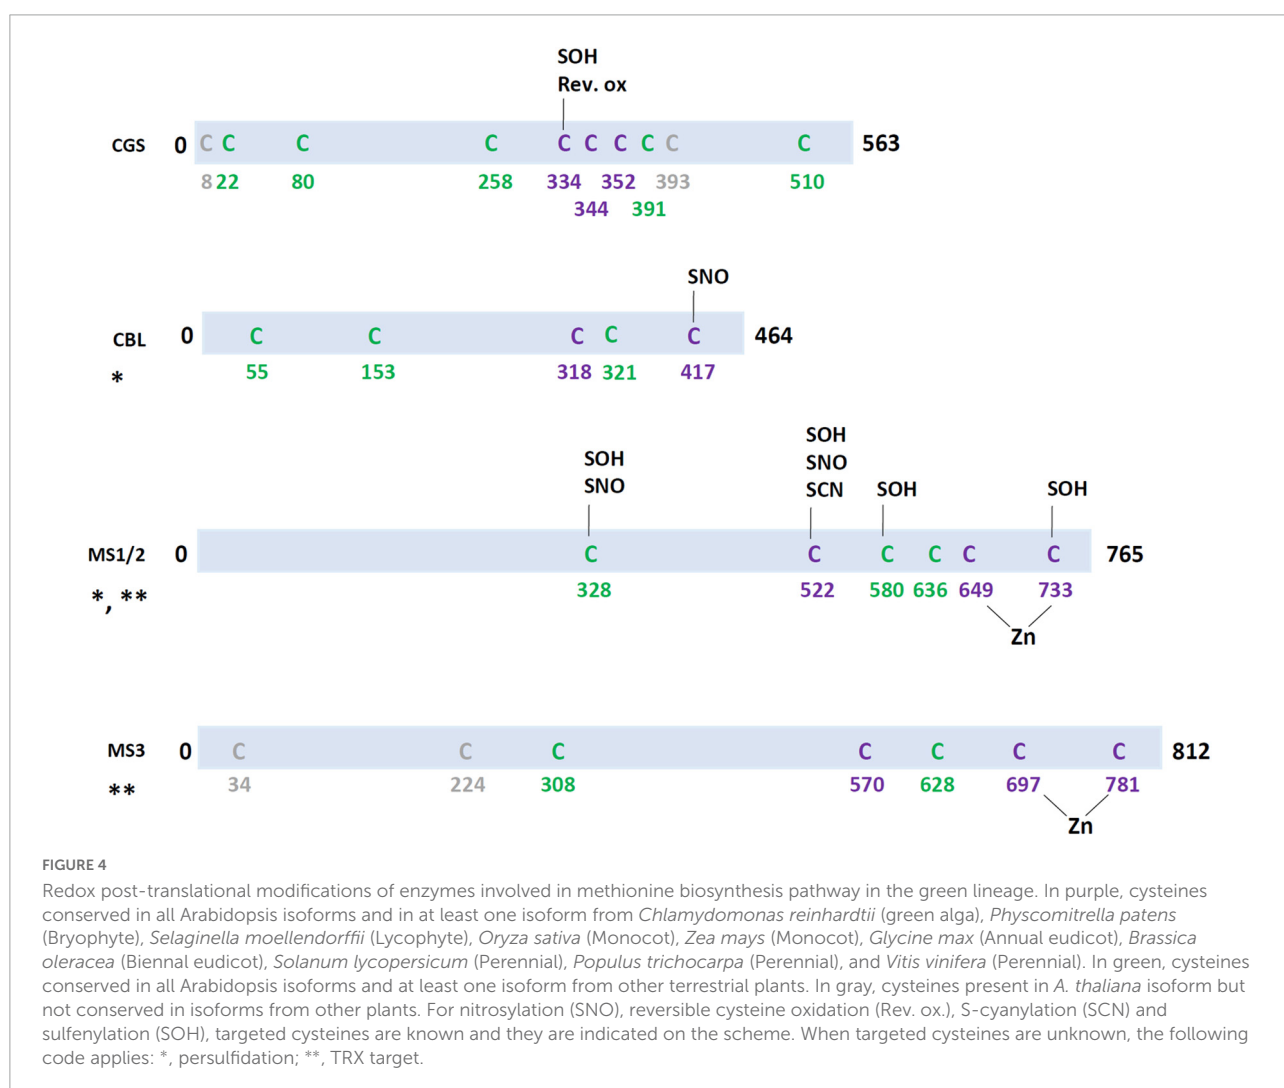 SOH
Rev. ox
CGS 0 C C C C C C C C C C 563
8 22 80 258 334 352 393 510
344 391
SNO
CBL 0 C C C C C 464
* 55 153 318 321 417
SOH
SOH SNO
SNO SCN SOH SOH
MS1/2 0 C C C C C C 765
*, ** 328 522 580 636 649 733
Zn
MS3 0 C C C C C C C 812
** 34 224 308 570 628 697 781
Zn
FIGURE 4
Redox post-translational modifications of enzymes involved in methionine biosynthesis pathway in the green lineage. In purple, cysteines
conserved in all Arabidopsis isoforms and in at least one isoform from Chlamydomonas reinhardtii (green alga), Physcomitrella patens
(Bryophyte), Selaginella moellendorffii (Lycophyte), Oryza sativa (Monocot), Zea mays (Monocot), Glycine max (Annual eudicot), Brassica
oleracea (Biennal eudicot), Solanum lycopersicum (Perennial), Populus trichocarpa (Perennial), and Vitis vinifera (Perennial). In green, cysteines
conserved in all Arabidopsis isoforms and at least one isoform from other terrestrial plants. In gray, cysteines present in A. thaliana isoform but
not conserved in isoforms from other plants. For nitrosylation (SNO), reversible cysteine oxidation (Rev. ox.), S-cyanylation (SCN) and
sulfenylation (SOH), targeted cysteines are known and they are indicated on the scheme. When targeted cysteines are unknown, the following
code applies: *, persulfidation; **, TRX target.